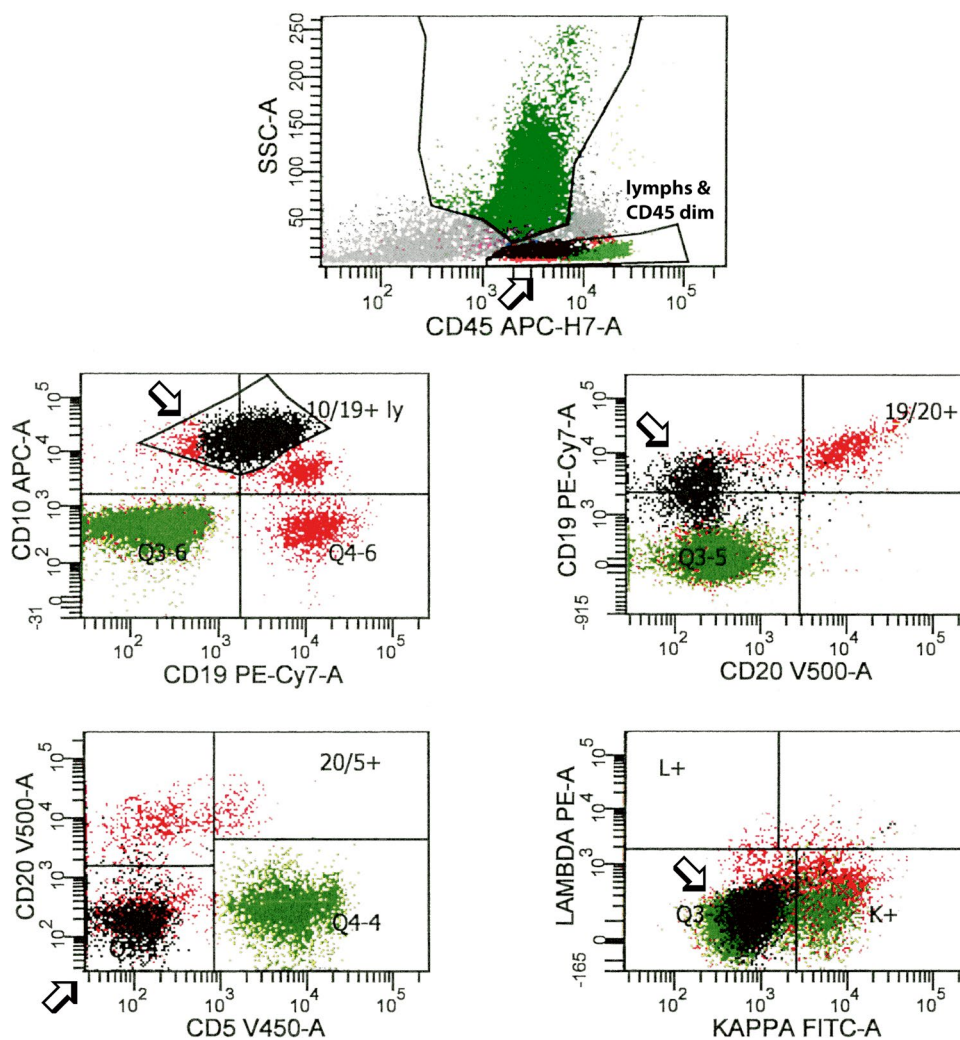 250
200
150
100
50
SSC-A
lymphs &
CD45 dim
10² 10³ 10⁴ 10⁵
CD45 APC-H7-A
10⁵
10⁴
10³
10²
0
-31
CD10 APC-A
10/19+ ly
Q3-6
Q4-6
10² 10³ 10⁴ 10⁵
CD19 PE-Cy7-A
10⁵
10⁴
10³
0
-915
CD19 PE-Cy7-A
19/20+
Q3-5
10² 10³ 10⁴ 10⁵
CD20 V500-A
10⁵
10⁴
10³
10²
CD20 V500-A
20/5+
Q4-4
10² 10³ 10⁴ 10⁵
CD5 V450-A
10⁵
10⁴
10³
0
-165
LAMBDA PE-A
L+
K+
10² 10³ 10⁴ 10⁵
KAPPA FITC-A